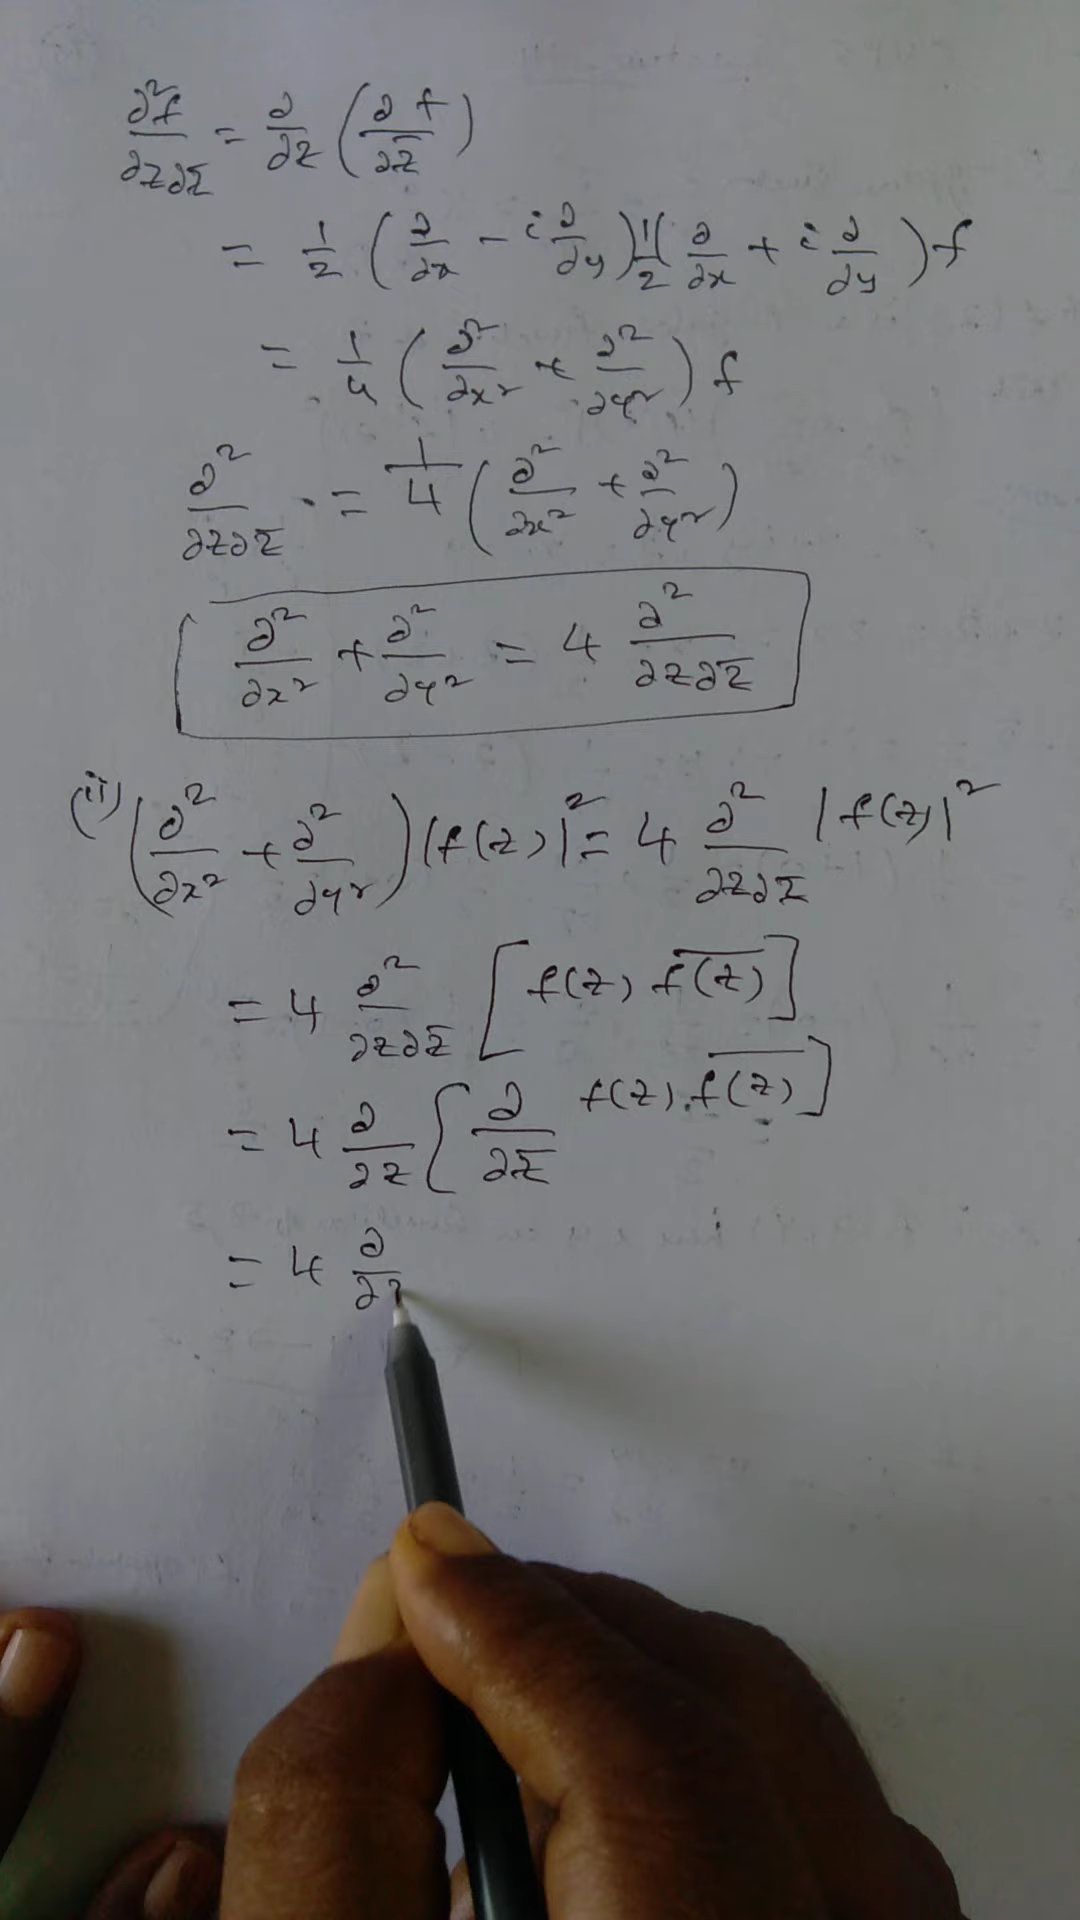 ∂²f/∂z∂z̄ = ∂/∂z (∂f/∂z̄)
= 1/2 (∂/∂x - i ∂/∂y) 1/2 (∂/∂x + i ∂/∂y) f
= 1/4 (∂²/∂x² + ∂²/∂y²) f
∂²/∂z∂z̄ = 1/4 (∂²/∂x² + ∂²/∂y²)
∂²/∂x² + ∂²/∂y² = 4 ∂²/∂z∂z̄
(ii) (∂²/∂x² + ∂²/∂y²) |f(z)|² = 4 ∂²/∂z∂z̄ |f(z)|²
= 4 ∂²/∂z∂z̄ [f(z) f̅(̅z̅)̅]
= 4 ∂/∂z [∂/∂z̄ f(z) . f̅(̅z̅)̅]
= 4 ∂/∂z